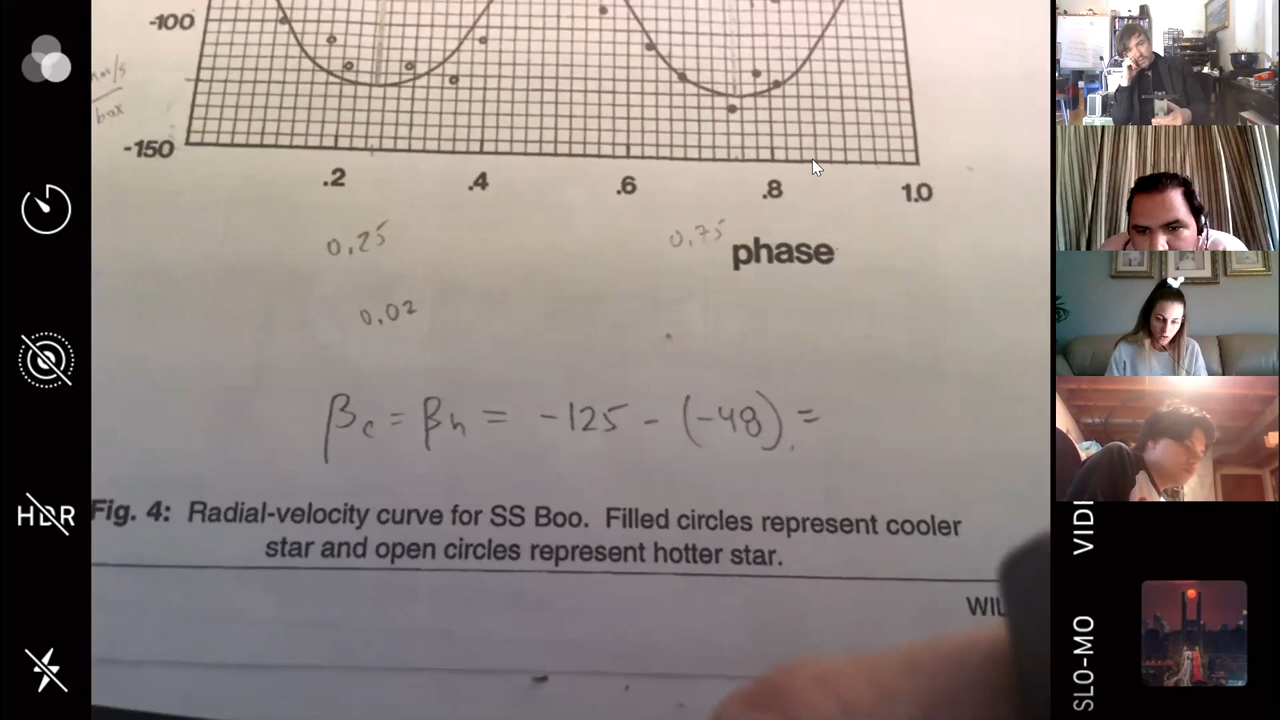 -100
km/s
box
-150
.2 .4 .6 .8 1.0
0.25 0.75 phase
0.02
βc = βh = -125 - (-48) =
Fig. 4: Radial-velocity curve for SS Boo. Filled circles represent cooler
star and open circles represent hotter star.
HDR
SLO-MO